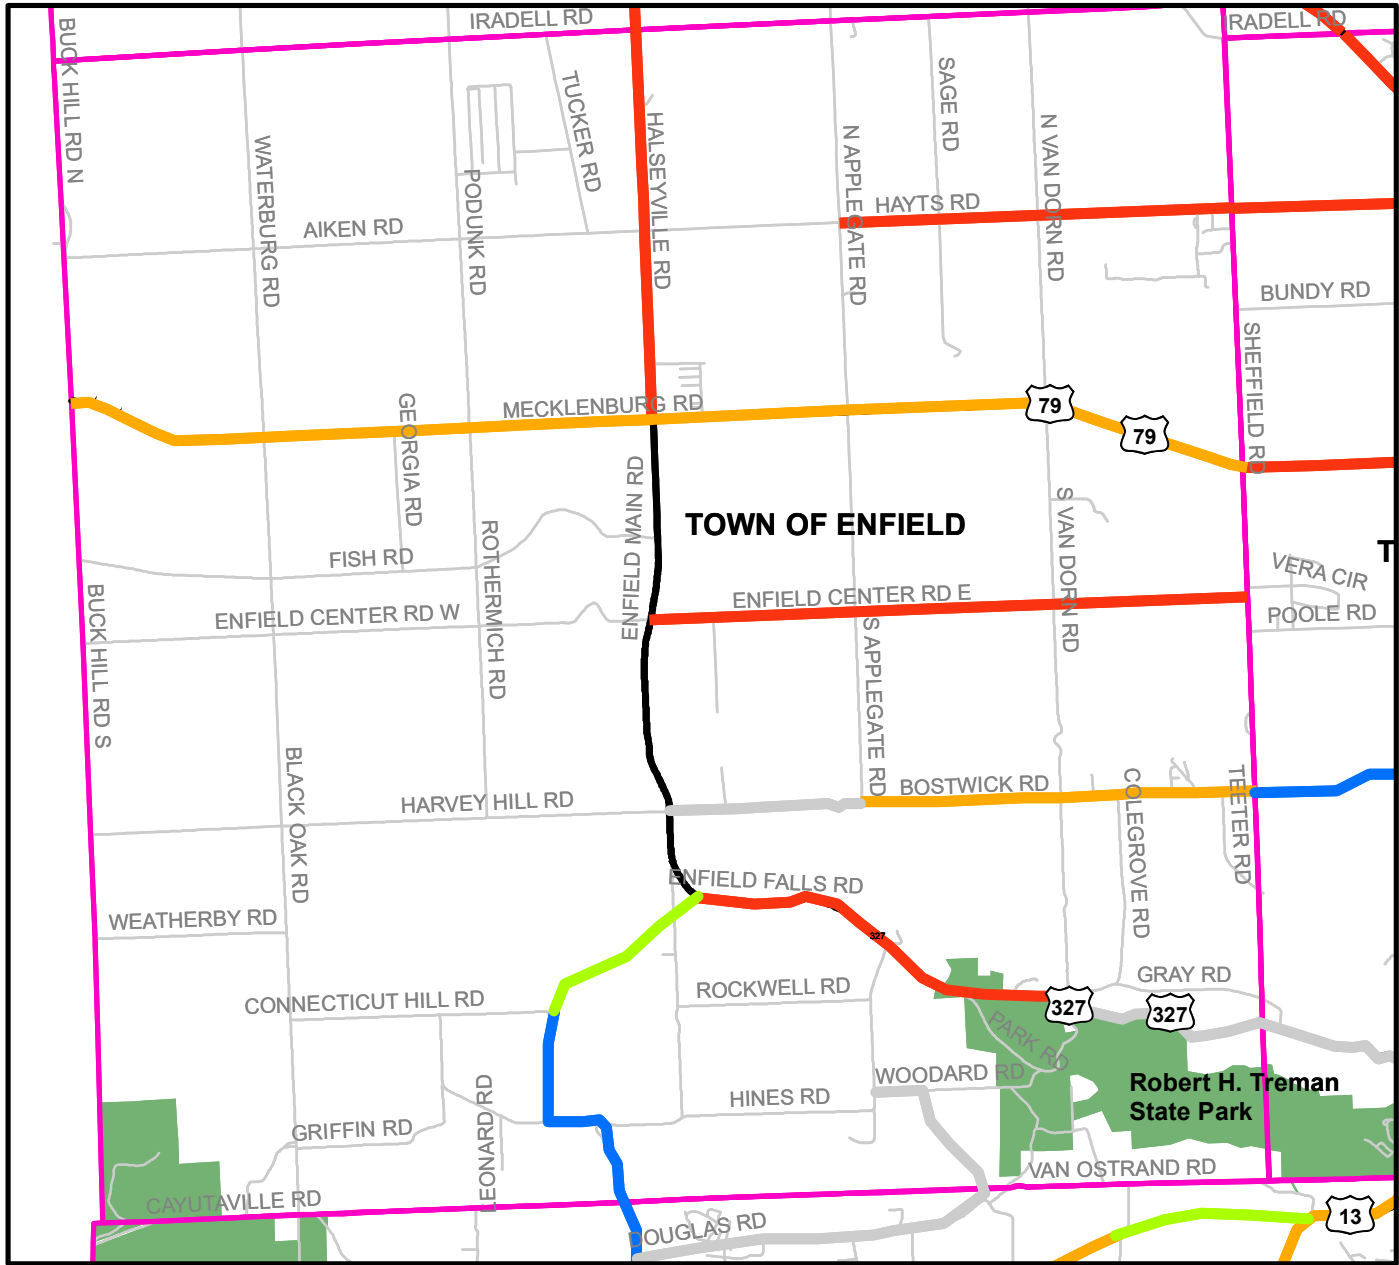 IRADELL RD
IRADELL RD
BUCK HILL RD N
WATERBURG RD
PODUNK RD
TUCKER RD
HALSEYVILLE RD
N APPLEGATE RD
SAGE RD
N VAN DORN RD
HAYTS RD
AIKEN RD
BUNDY RD
SHEFFIELD RD
MECKLENBURG RD
79
79
GEORGIA RD
ROTHERMICH RD
ENFIELD MAIN RD
TOWN OF ENFIELD
S VAN DORN RD
T
FISH RD
VERA CIR
ENFIELD CENTER RD W
ENFIELD CENTER RD E
POOLE RD
BUCK HILL RD S
S APPLEGATE RD
BLACK OAK RD
HARVEY HILL RD
BOSTWICK RD
COLEGROVE RD
TEETER RD
ENFIELD FALLS RD
WEATHERBY RD
327
CONNECTICUT HILL RD
ROCKWELL RD
GRAY RD
327
327
PARK RD
WOODARD RD
HINES RD
Robert H. Treman
State Park
LEONARD RD
GRIFFIN RD
VAN OSTRAND RD
CAYUTAVILLE RD
DOUGLAS RD
13